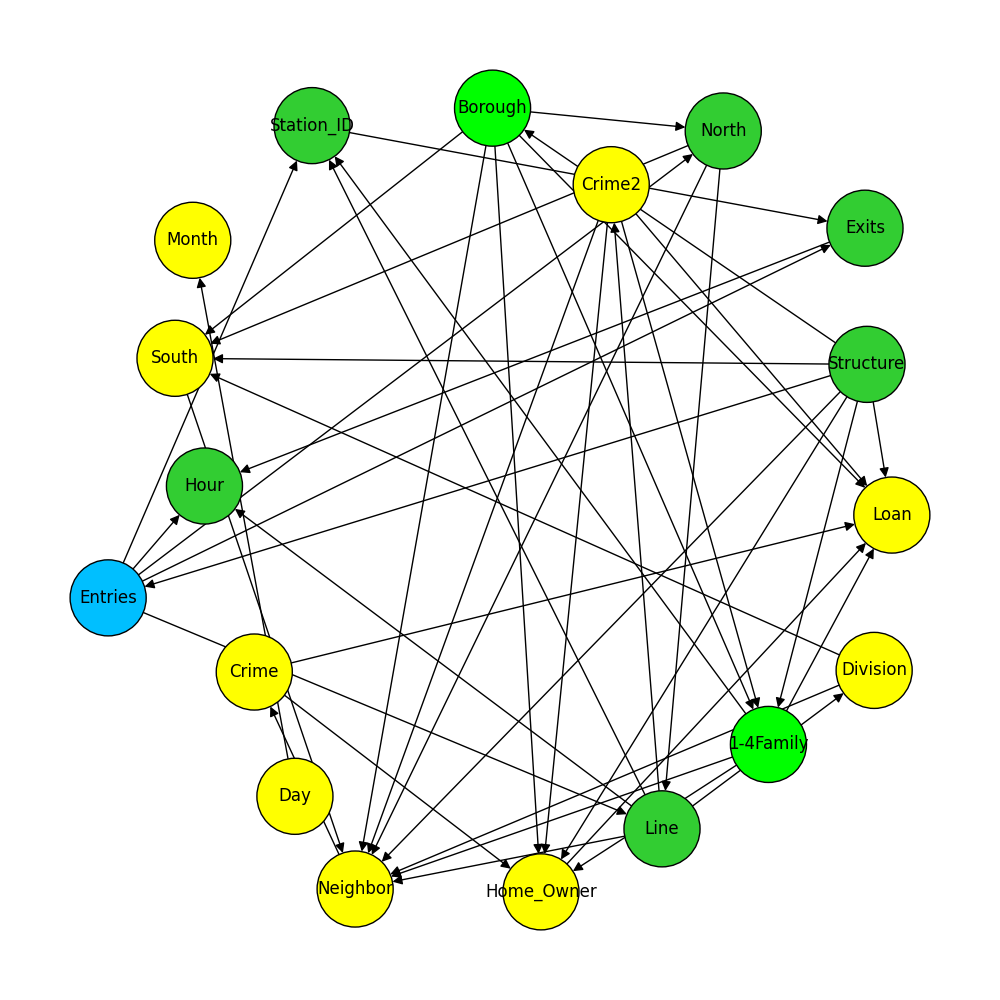 Borough
Station_ID
North
Crime2
Exits
Month
South
Structure
Hour
Loan
Entries
Crime
Division
1-4Family
Day
Line
Neighbor
Home_Owner